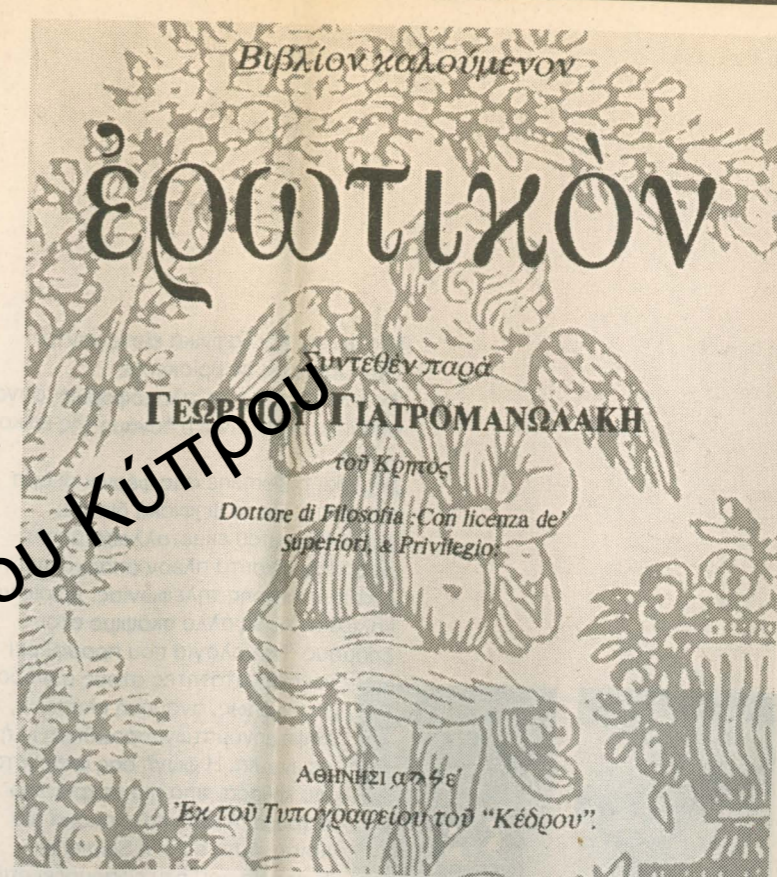 Βιβλίον καλούμενον
ἐρωτικὸν
Συντεθὲν παρὰ
ΓΕΩΡΓΙΟΥ ΓΙΑΤΡΟΜΑΝΩΛΑΚΗ
τοῦ Κρητός
Dottore di Filosofia :Con licenza de'
Superiori, & Privilegio:
ΑΘΗΝΗΣΙ
Ἐκ τοῦ Τυπογραφείου τοῦ “Κέδρου”.
ου Κύπρου